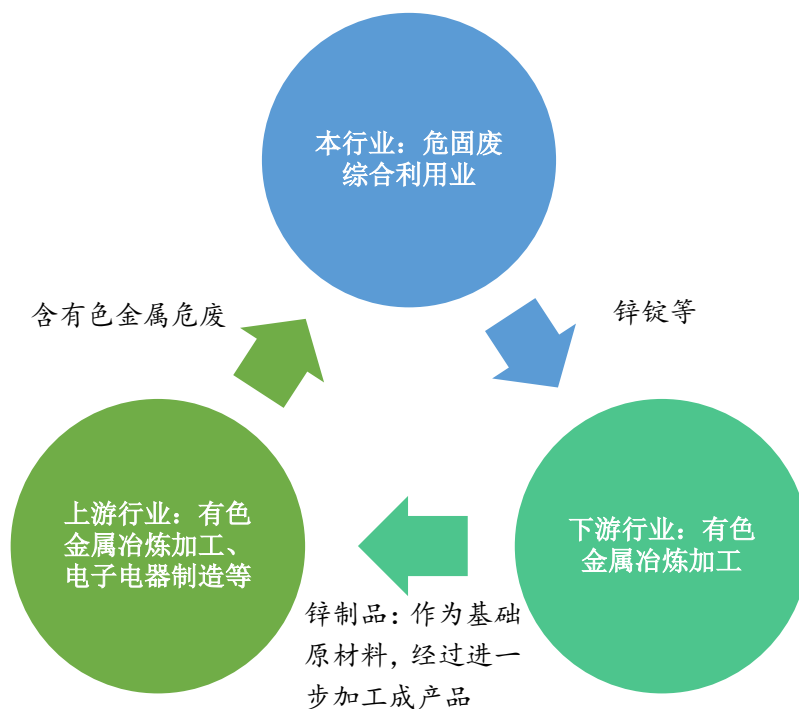 本行业：危固废
综合利用业
含有色金属危废
锌锭等
上游行业：有色
金属冶炼加工、
电子电器制造等
下游行业：有色
金属冶炼加工
锌制品：作为基础
原材料，经过进一
步加工成产品